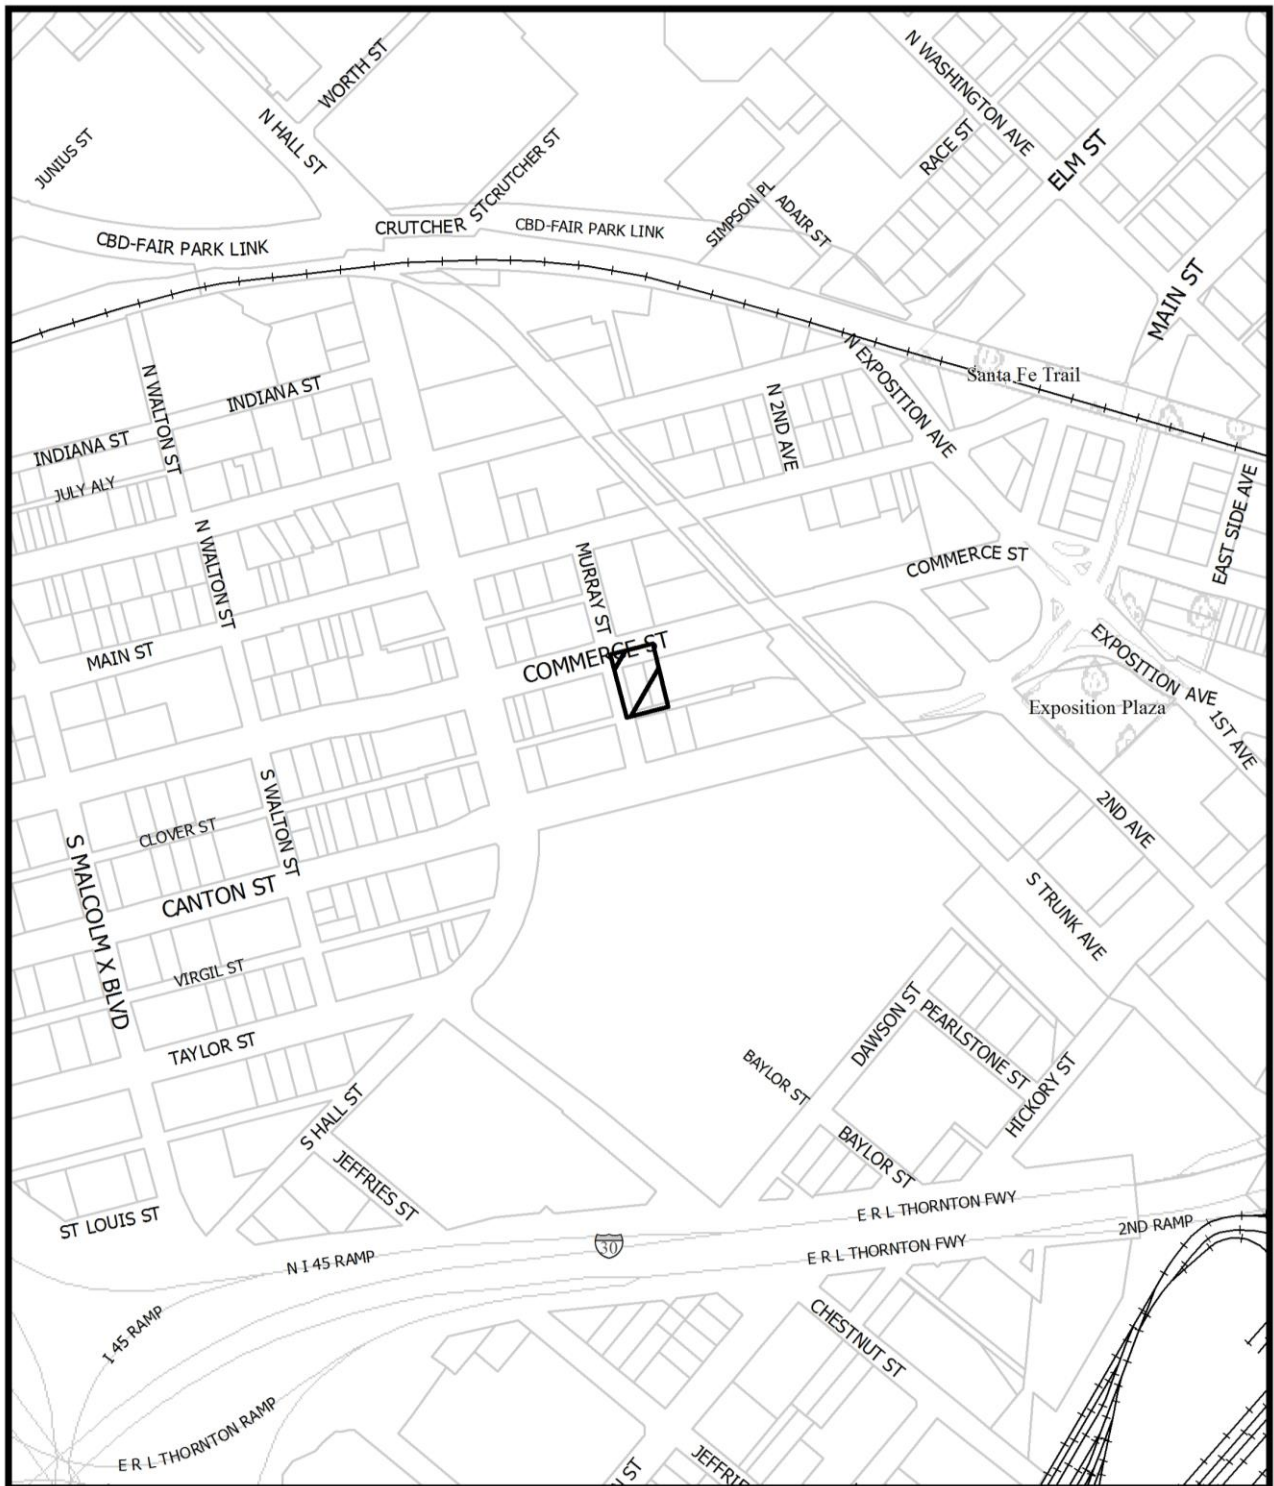 N WASHINGTON AVE
WORTH ST
N HALL ST
JUNIUS ST
RACE ST
ELM ST
CRUTCHER ST
CRUTCHER ST
CBD-FAIR PARK LINK
CBD-FAIR PARK LINK
SIMPSON PL
ADAIR ST
MAIN ST
N EXPOSITION AVE
Santa Fe Trail
N WALTON ST
INDIANA ST
INDIANA ST
N 2ND AVE
JULY ALY
EAST SIDE AVE
N WALTON ST
MURRAY ST
COMMERCE ST
MAIN ST
COMMERCE ST
EXPOSITION AVE
Exposition Plaza
1ST AVE
S WALTON ST
CLOVER ST
2ND AVE
S MALCOLM X BLVD
CANTON ST
S TRUNK AVE
VIRGIL ST
DAWSON ST
PEARLSTONE ST
TAYLOR ST
BAYLOR ST
HICKORY ST
S HALL ST
BAYLOR ST
JEFFRIES ST
ST LOUIS ST
E R L THORNTON FWY
2ND RAMP
30
E R L THORNTON FWY
N I 45 RAMP
I 45 RAMP
CHESTNUT ST
E R L THORNTON RAMP
N ST
JEFFRIE